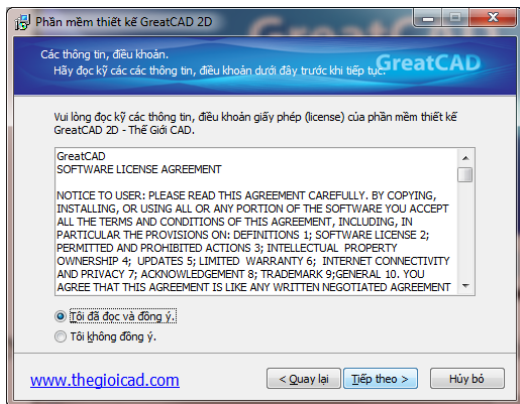 Phần mềm thiết kế GreatCAD 2D
Các thông tin, điều khoản.
Hãy đọc kỹ các các thông tin, điều khoản dưới đây trước khi tiếp tục.
GreatCAD
Vui lòng đọc kỹ các thông tin, điều khoản giấy phép (license) của phần mềm thiết kế
GreatCAD 2D - Thế Giới CAD.
GreatCAD
SOFTWARE LICENSE AGREEMENT
NOTICE TO USER: PLEASE READ THIS AGREEMENT CAREFULLY. BY COPYING,
INSTALLING, OR USING ALL OR ANY PORTION OF THE SOFTWARE YOU ACCEPT
ALL THE TERMS AND CONDITIONS OF THIS AGREEMENT, INCLUDING, IN
PARTICULAR THE PROVISIONS ON: DEFINITIONS 1; SOFTWARE LICENSE 2;
PERMITTED AND PROHIBITED ACTIONS 3; INTELLECTUAL PROPERTY
OWNERSHIP 4; UPDATES 5; LIMITED WARRANTY 6; INTERNET CONNECTIVITY
AND PRIVACY 7; ACKNOWLEDGEMENT 8; TRADEMARK 9;GENERAL 10. YOU
AGREE THAT THIS AGREEMENT IS LIKE ANY WRITTEN NEGOTIATED AGREEMENT
Tôi đã đọc và đồng ý.
Tôi không đồng ý.
www.thegioicad.com
< Quay lại
Tiếp theo >
Hủy bỏ